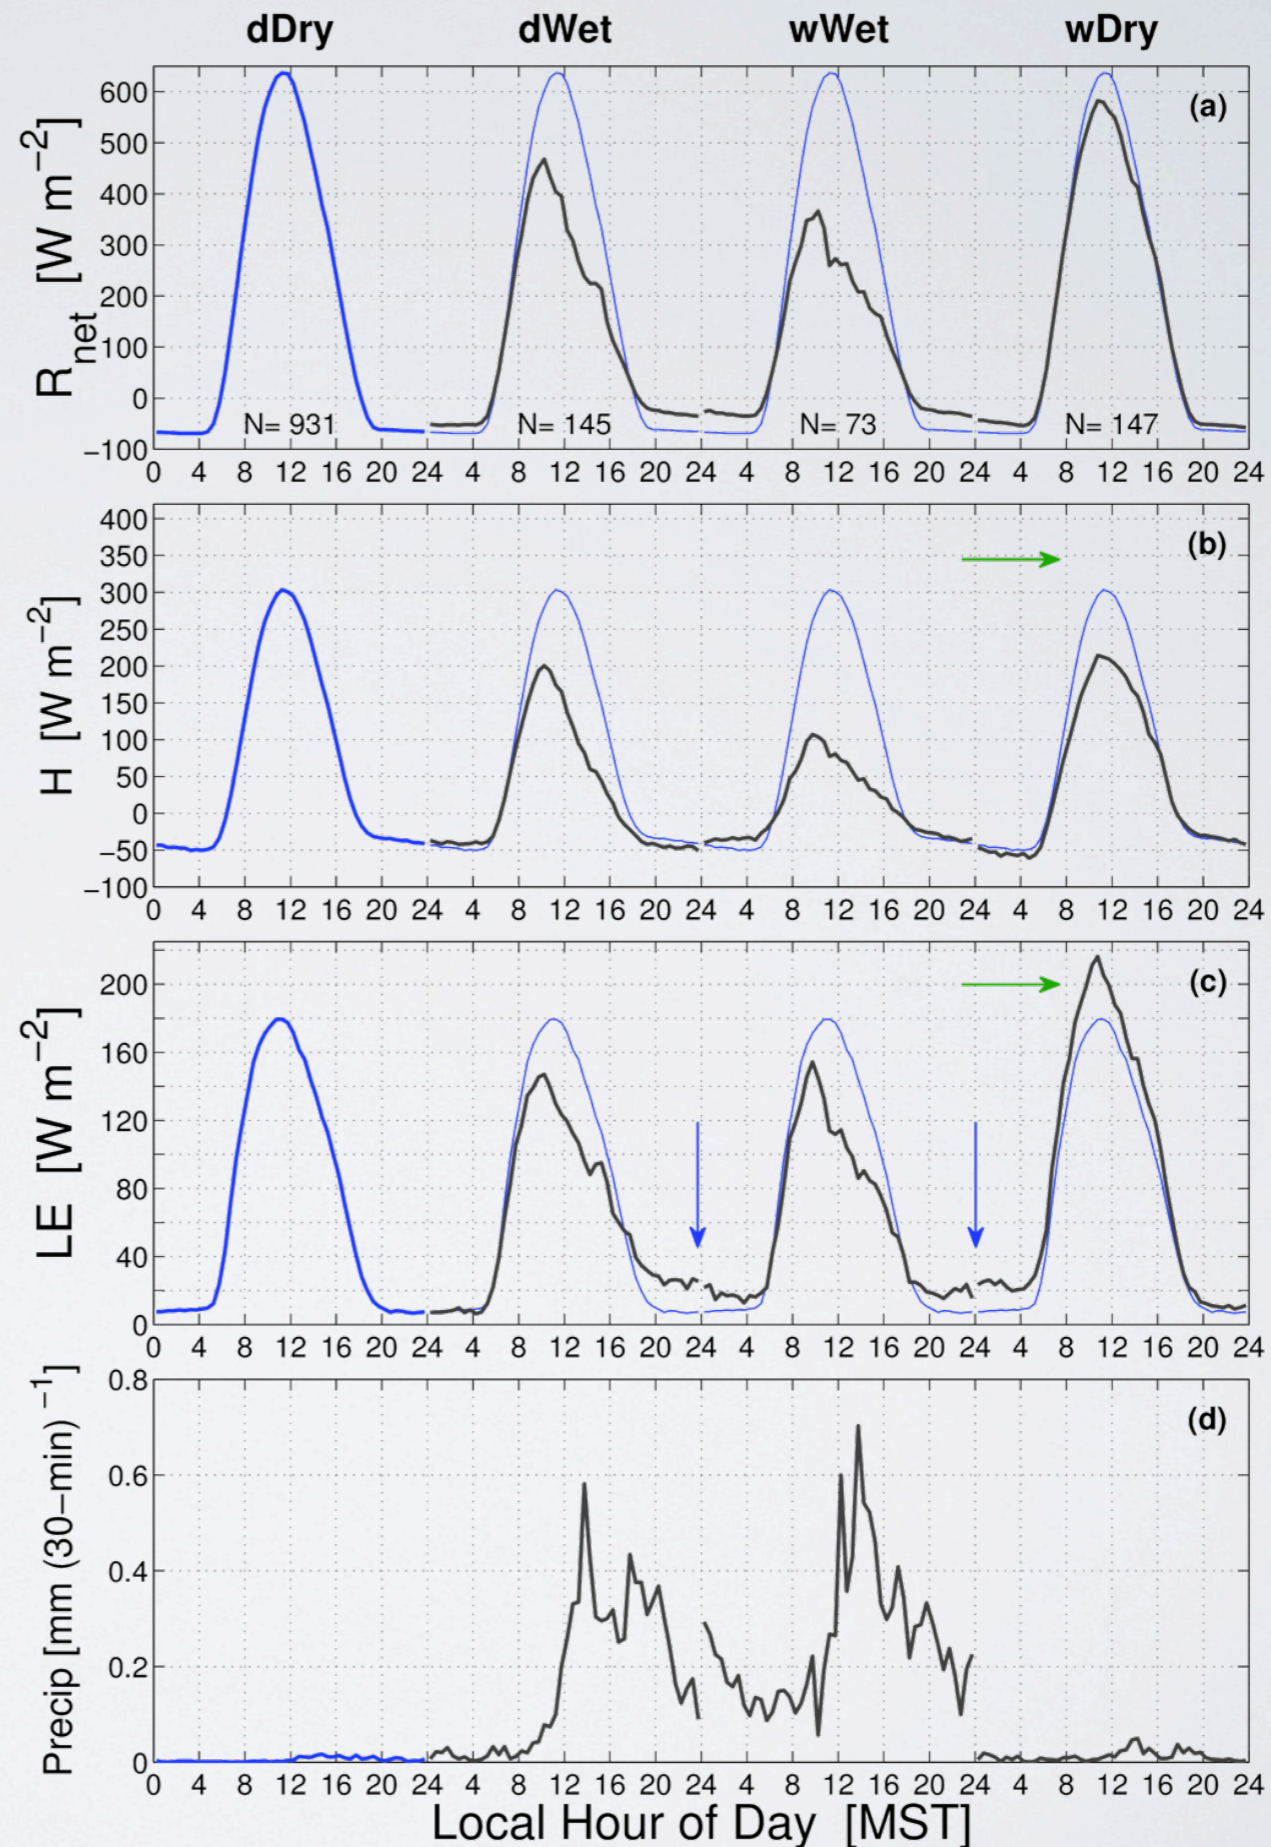 dDry dWet wWet wDry
(a)
R_net [W m⁻²]
600
500
400
300
200
100
0
−100
N= 931 N= 145 N= 73 N= 147
0 4 8 12 16 20 24 4 8 12 16 20 24 4 8 12 16 20 24 4 8 12 16 20 24
(b)
H [W m⁻²]
400
350
300
250
200
150
100
50
0
−50
−100
0 4 8 12 16 20 24 4 8 12 16 20 24 4 8 12 16 20 24 4 8 12 16 20 24
(c)
LE [W m⁻²]
200
160
120
80
40
0
0 4 8 12 16 20 24 4 8 12 16 20 24 4 8 12 16 20 24 4 8 12 16 20 24
(d)
Precip [mm (30−min)⁻¹]
0.8
0.6
0.4
0.2
0
0 4 8 12 16 20 24 4 8 12 16 20 24 4 8 12 16 20 24 4 8 12 16 20 24
Local Hour of Day [MST]